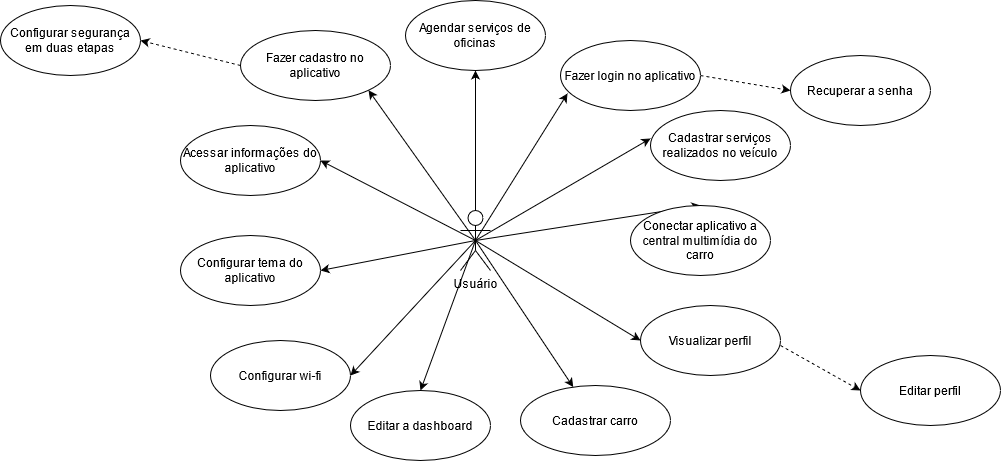 Configurar segurança
em duas etapas
Fazer cadastro no
aplicativo
Agendar serviços de
oficinas
Fazer login no aplicativo
Recuperar a senha
Acessar informações do
aplicativo
Cadastrar serviços
realizados no veículo
Conectar aplicativo a
central multimídia do
carro
Configurar tema do
aplicativo
Usuário
Visualizar perfil
Configurar wi-fi
Editar a dashboard
Cadastrar carro
Editar perfil